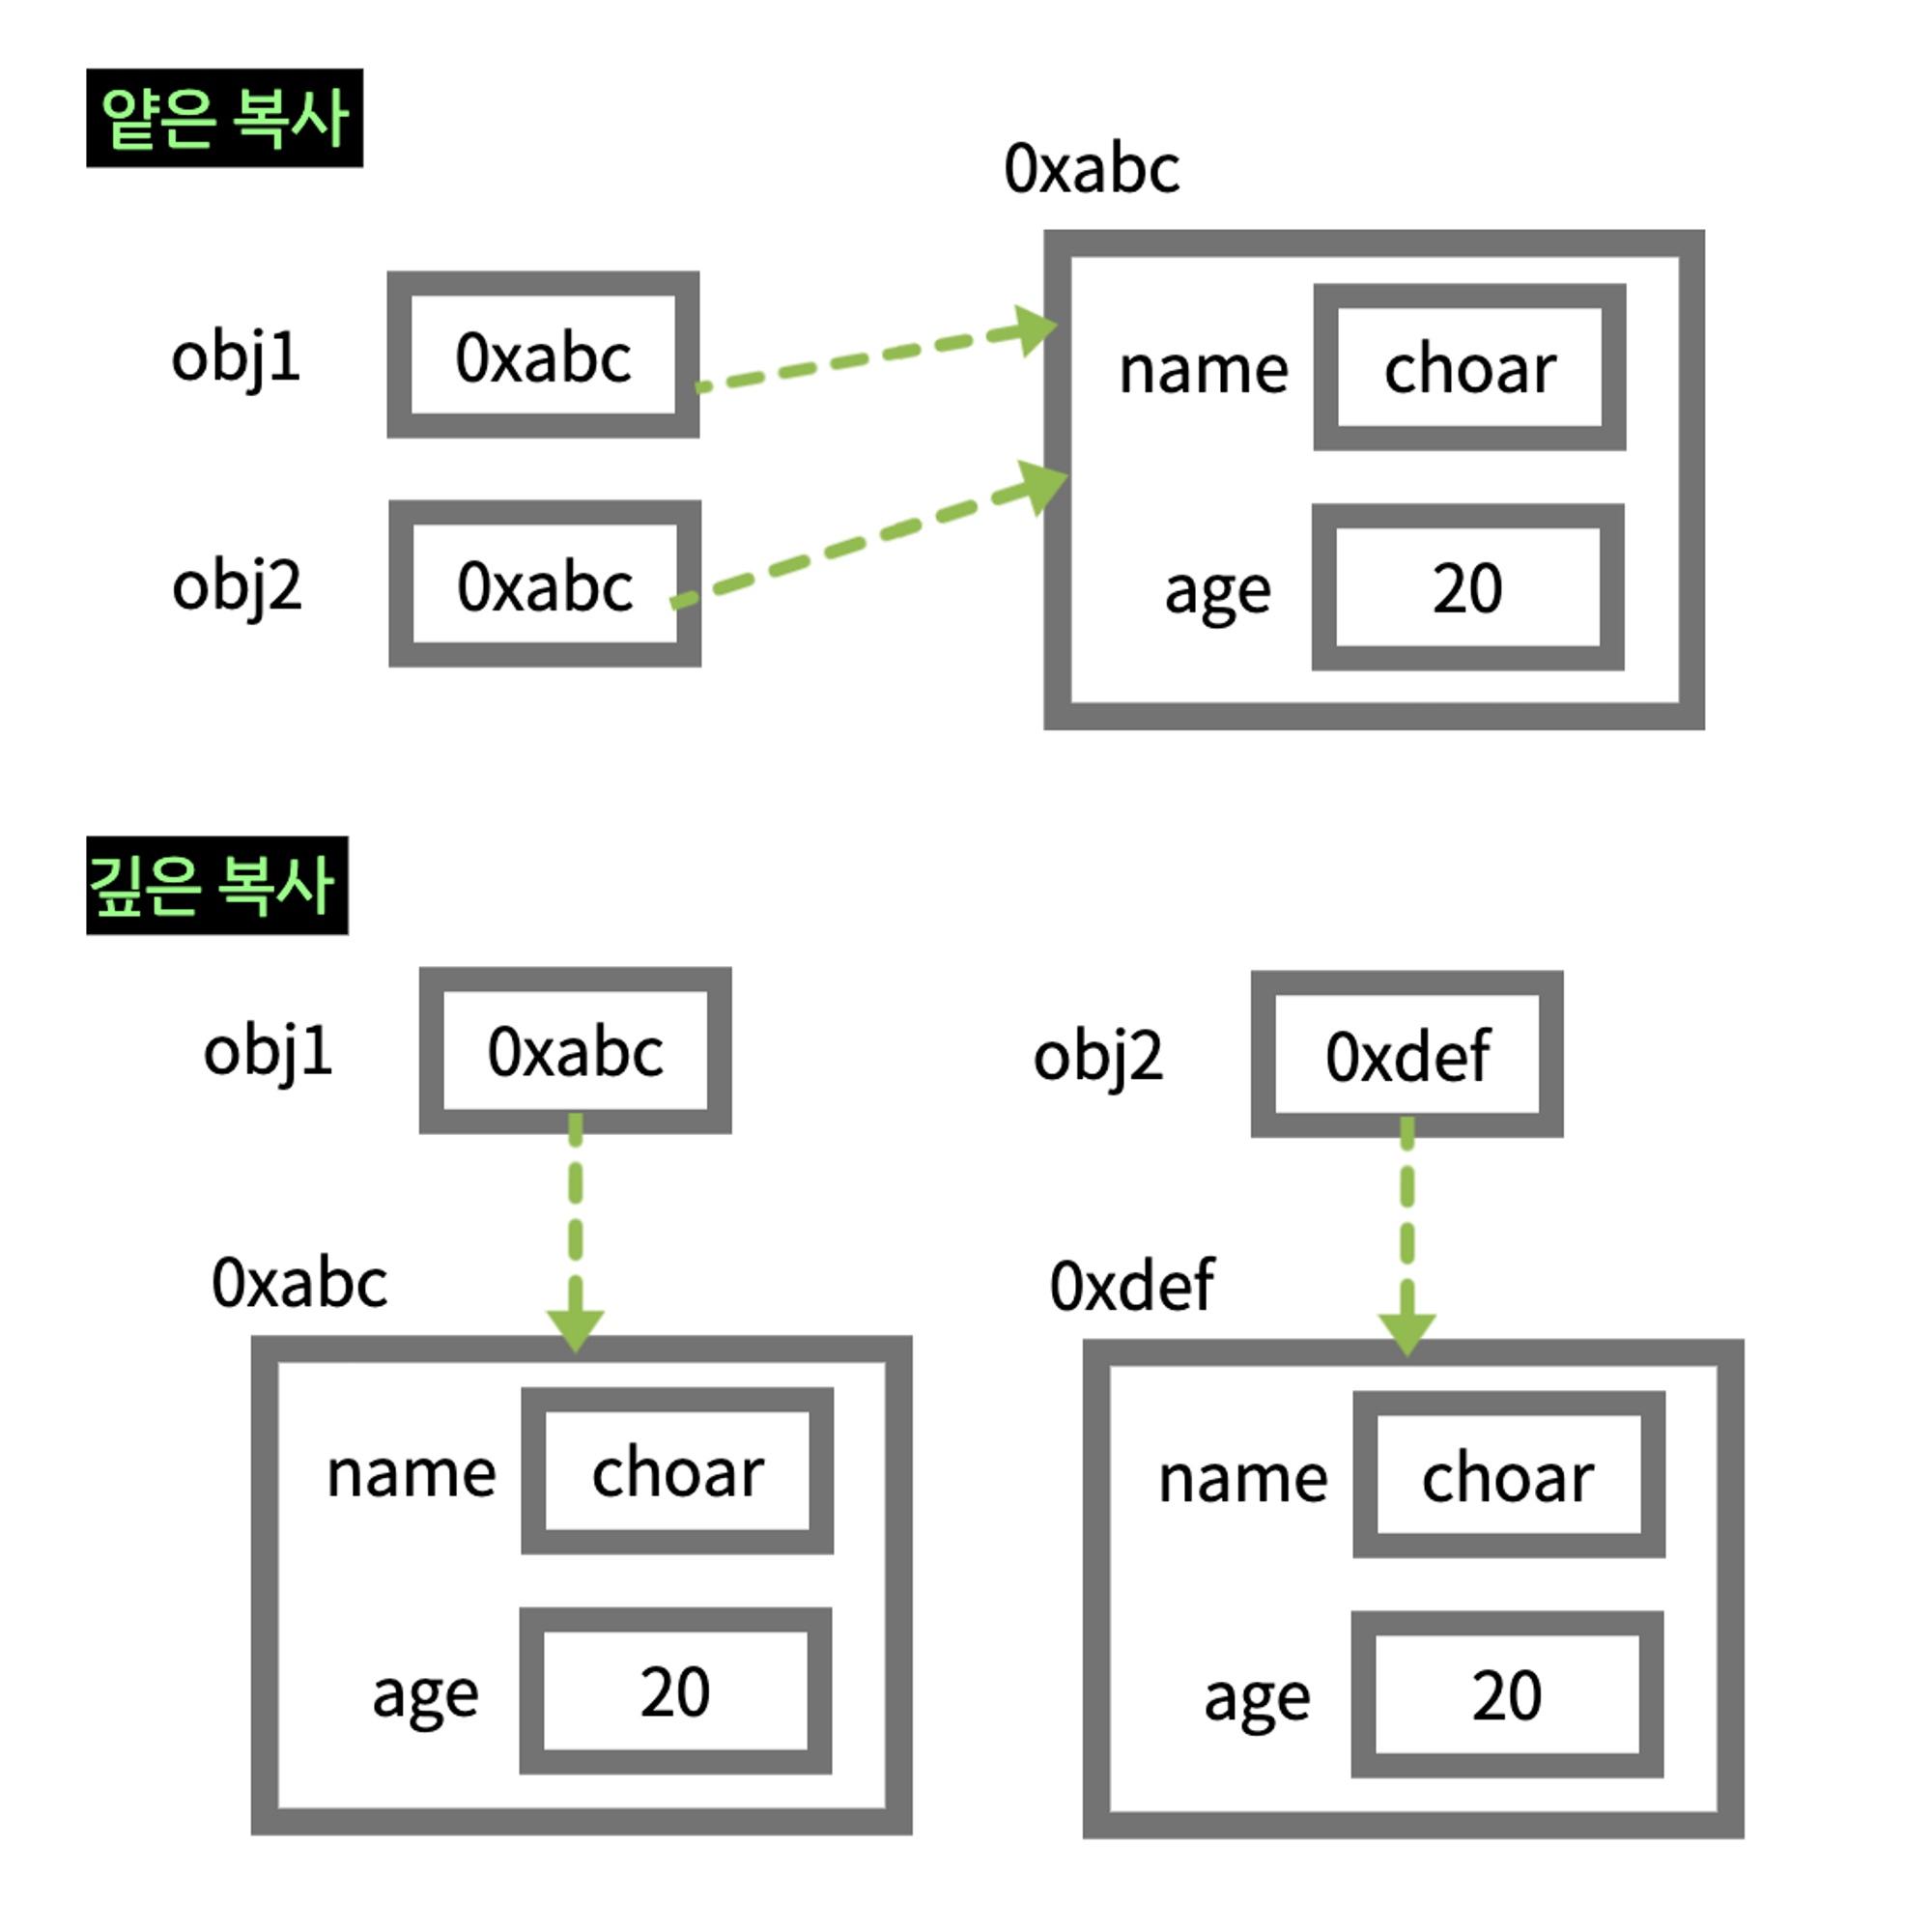 얕은 복사
0xabc
obj1 0xabc
name choar
obj2 0xabc
age 20
깊은 복사
obj1 0xabc
obj2 0xdef
0xabc
name choar
age 20
0xdef
name choar
age 20